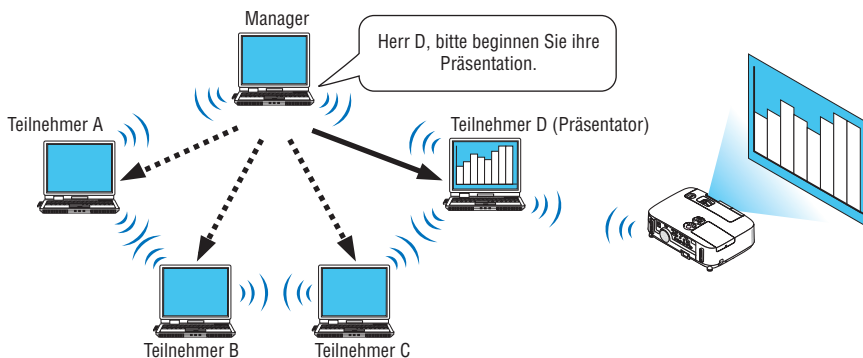 Manager
Herr D, bitte beginnen Sie ihre
Präsentation.
Teilnehmer A
Teilnehmer D (Präsentator)
Teilnehmer B
Teilnehmer C